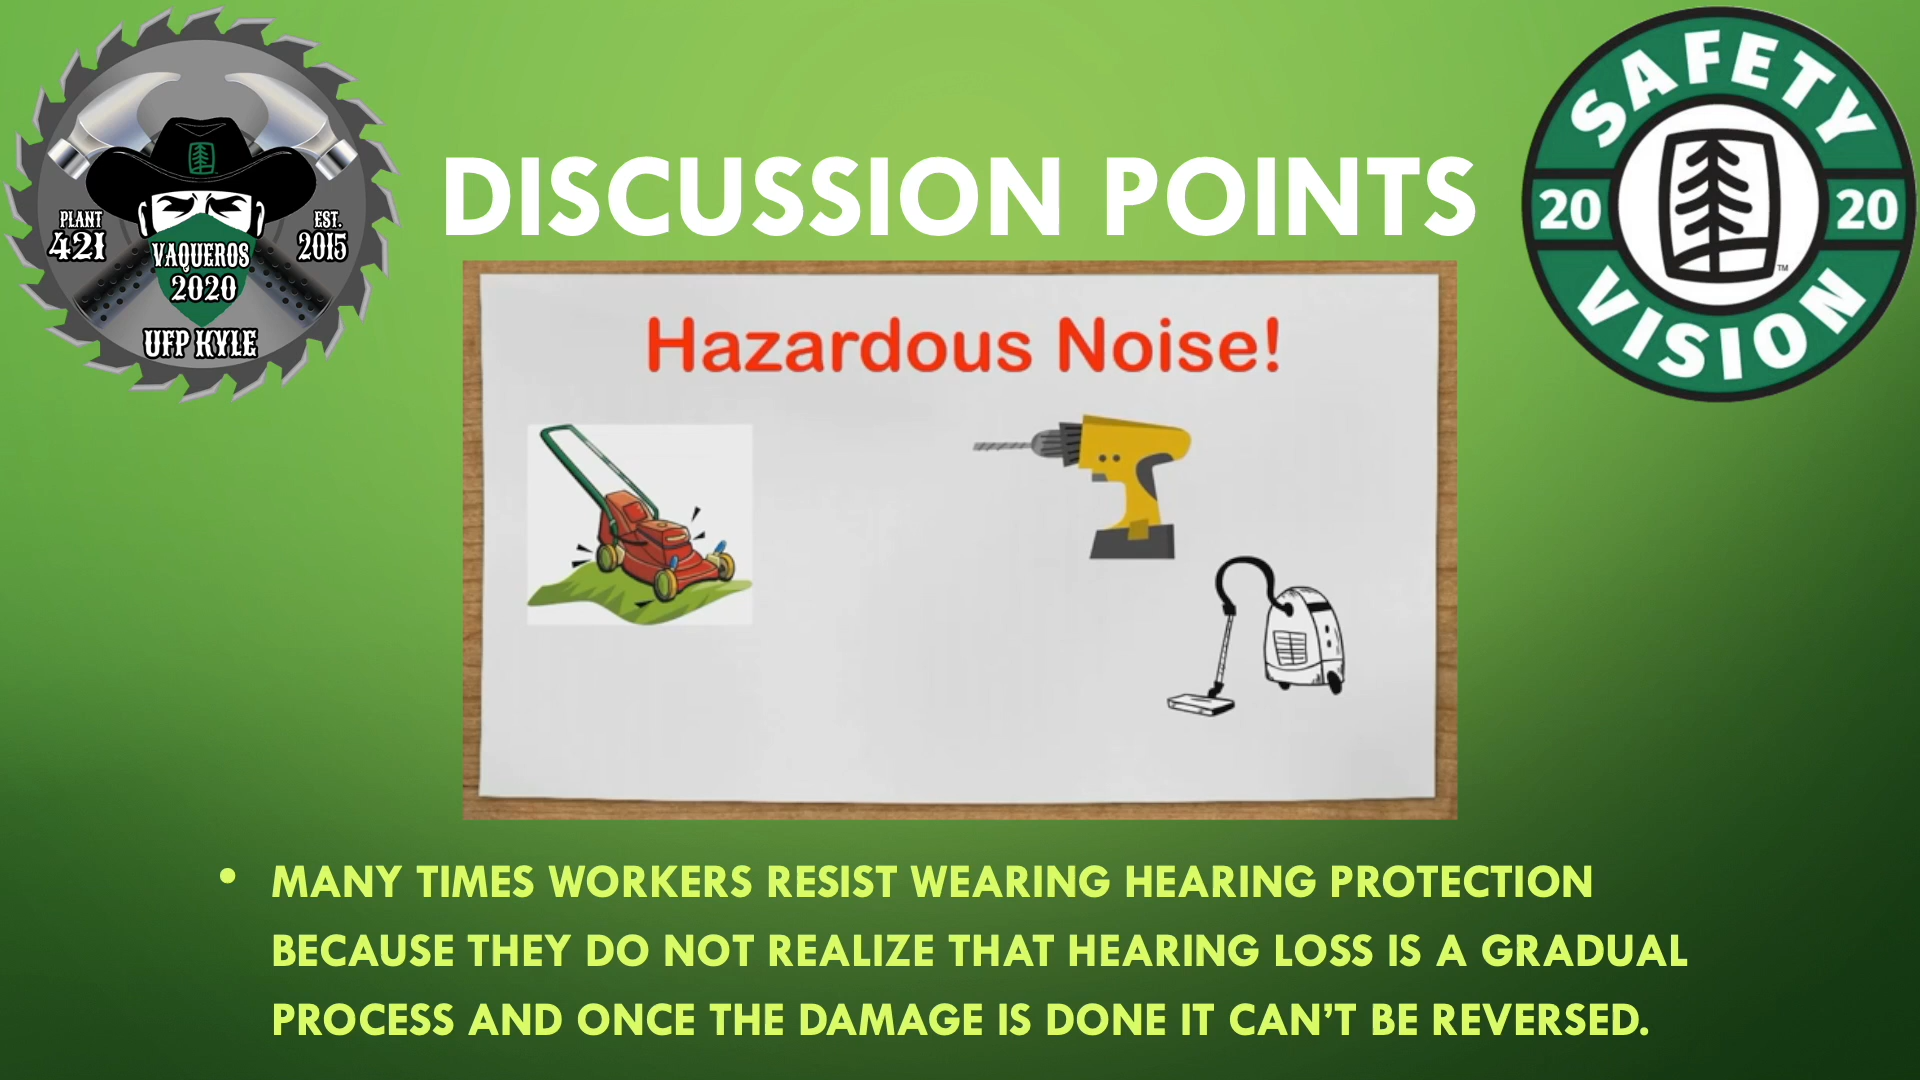 PLANT
421
EST.
2015
VAQUEROS
2020
UFP KYLE
DISCUSSION POINTS
SAFETY
20 20
VISION
TM
Hazardous Noise!
• MANY TIMES WORKERS RESIST WEARING HEARING PROTECTION
BECAUSE THEY DO NOT REALIZE THAT HEARING LOSS IS A GRADUAL
PROCESS AND ONCE THE DAMAGE IS DONE IT CAN’T BE REVERSED.